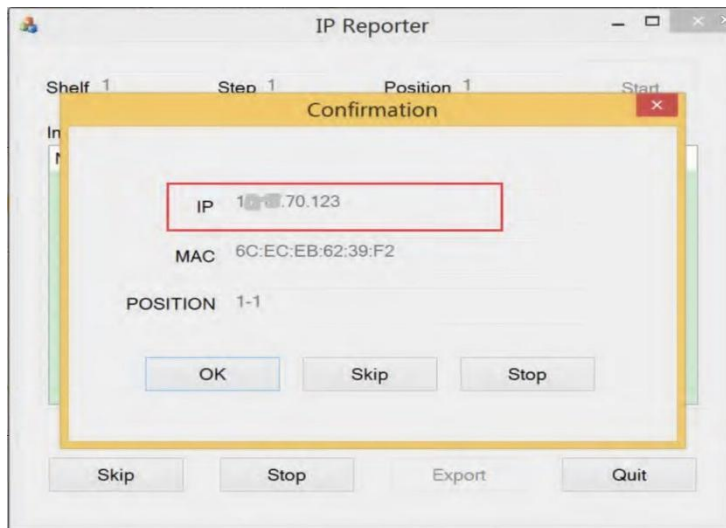 IP Reporter
Shelf 1 Step 1 Position 1 Start
Confirmation
IP .70.123
MAC 6C:EC:EB:62:39:F2
POSITION 1-1
OK Skip Stop
Skip Stop Export Quit